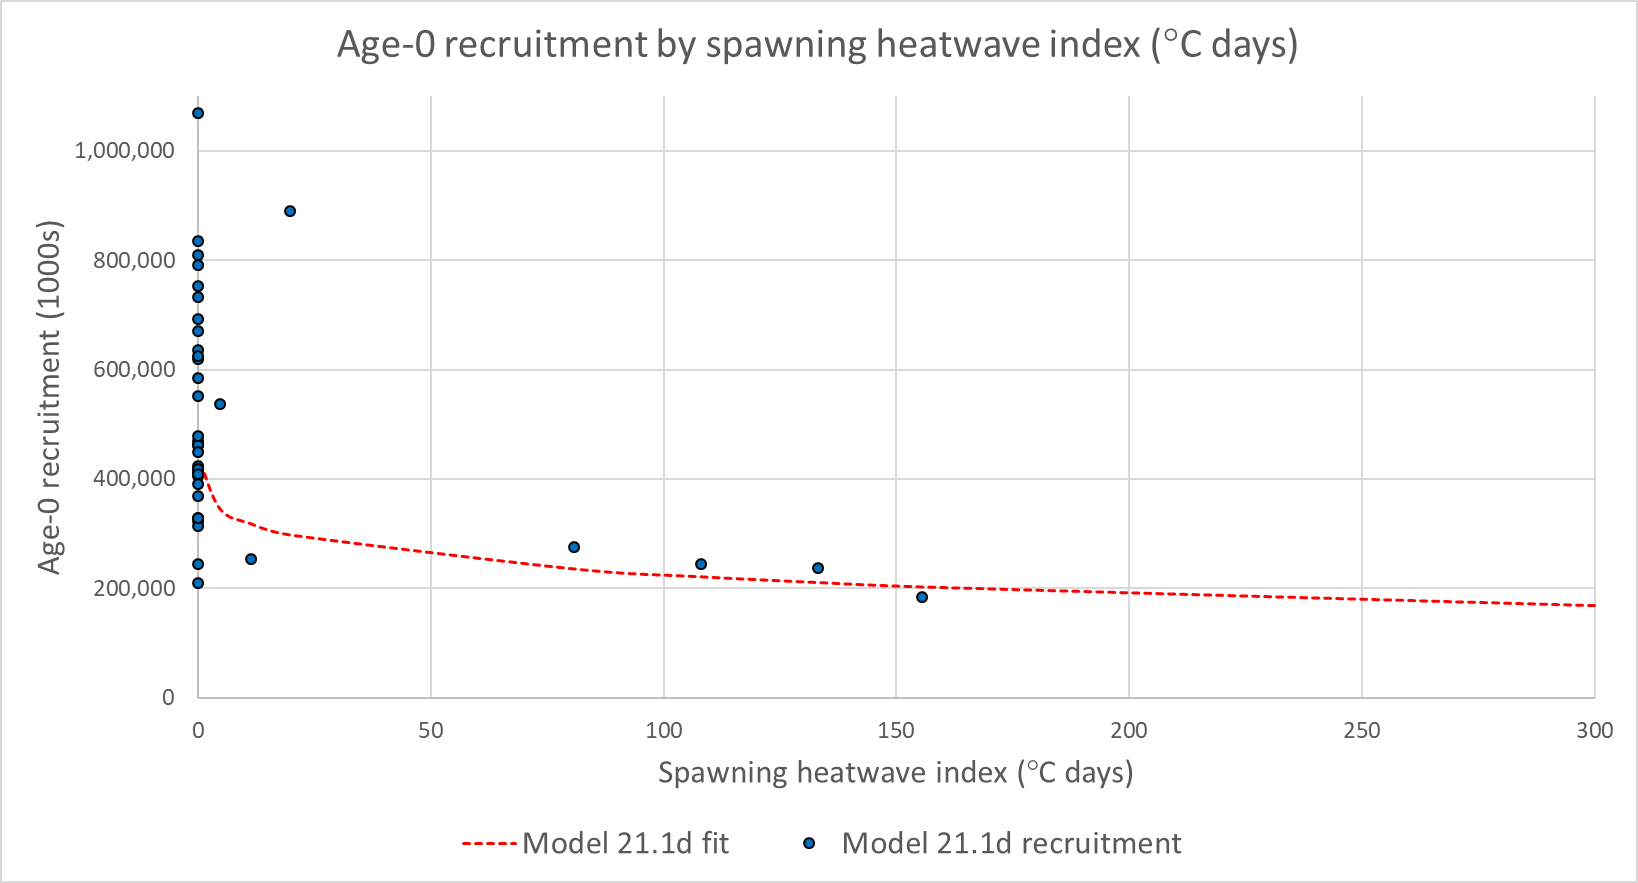 Age-0 recruitment by spawning heatwave index (°C days)
1,000,000
800,000
600,000
400,000
200,000
0
Age-0 recruitment (1000s)
0 50 100 150 200 250 300
Spawning heatwave index (°C days)
Model 21.1d fit Model 21.1d recruitment